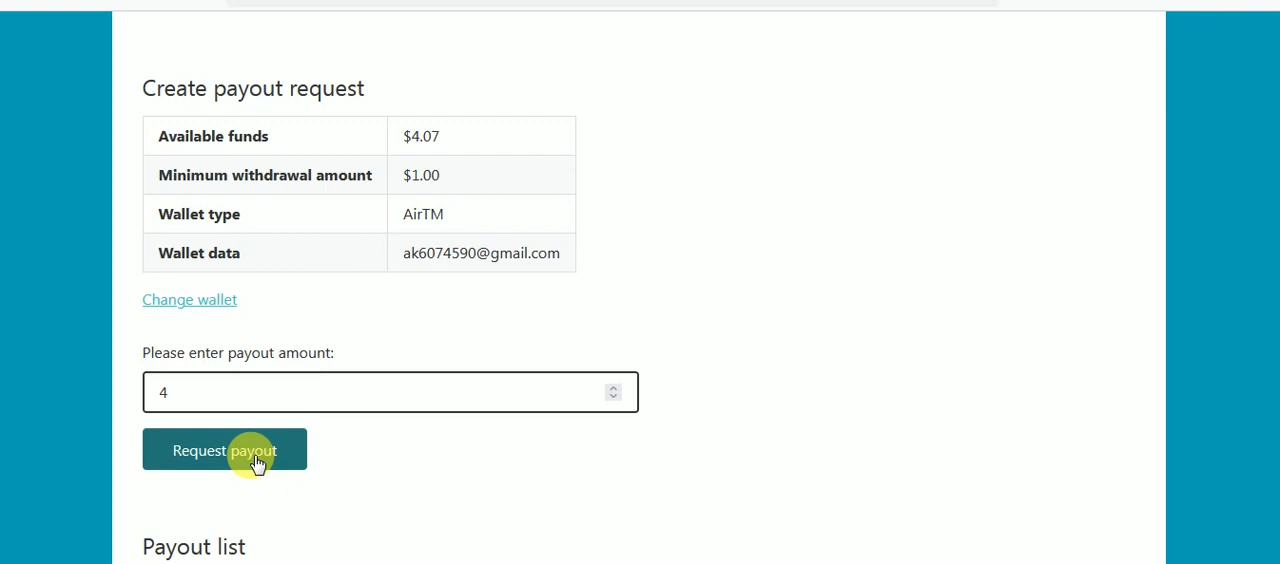 Create payout request
Available funds $4.07
Minimum withdrawal amount $1.00
Wallet type AirTM
Wallet data ak6074590@gmail.com
Change wallet
Please enter payout amount:
4
Request payout
Payout list